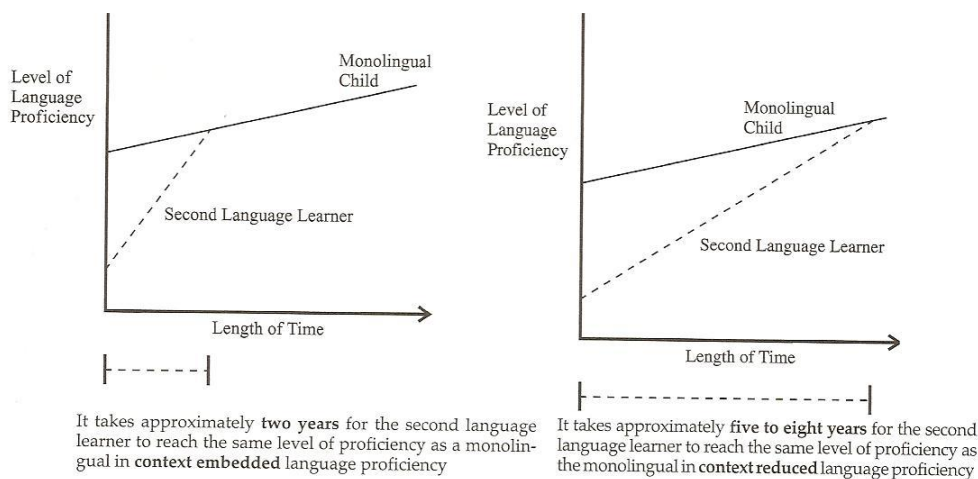 Level of
Language
Proficiency
Monolingual
Child
Second Language Learner
Length of Time
It takes approximately two years for the second language
learner to reach the same level of proficiency as a monolin-
gual in context embedded language proficiency
Level of
Language
Proficiency
Monolingual
Child
Second Language Learner
Length of Time
It takes approximately five to eight years for the second
language learner to reach the same level of proficiency as
the monolingual in context reduced language proficiency